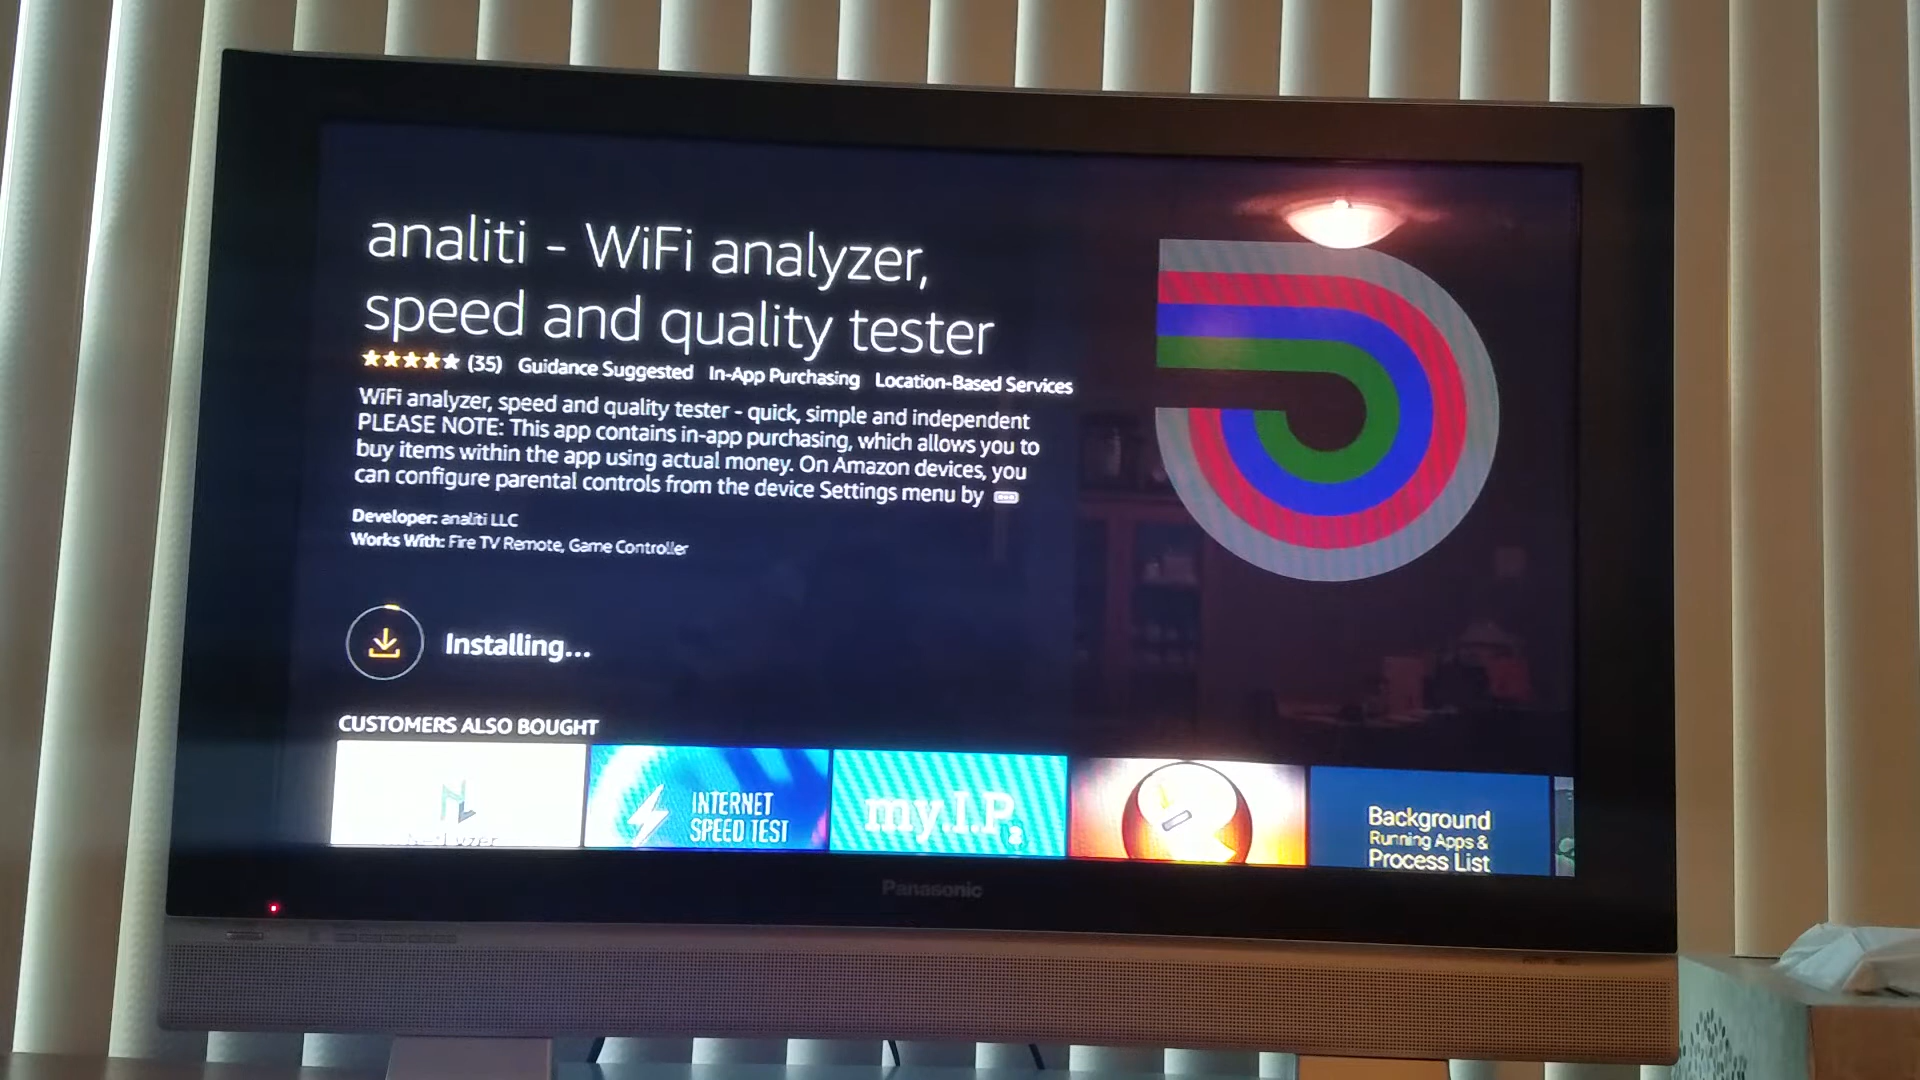 analiti - WiFi analyzer,
speed and quality tester
(35) Guidance Suggested In-App Purchasing Location-Based Services
WiFi analyzer, speed and quality tester - quick, simple and independent
PLEASE NOTE: This app contains in-app purchasing, which allows you to
buy items within the app using actual money. On Amazon devices, you
can configure parental controls from the device Settings menu by
Developer: analiti LLC
Works With: Fire TV Remote, Game Controller
Installing...
CUSTOMERS ALSO BOUGHT
INTERNET
SPEED TEST
my.I.P.
2
Background
Running Apps &
Process List
Panasonic